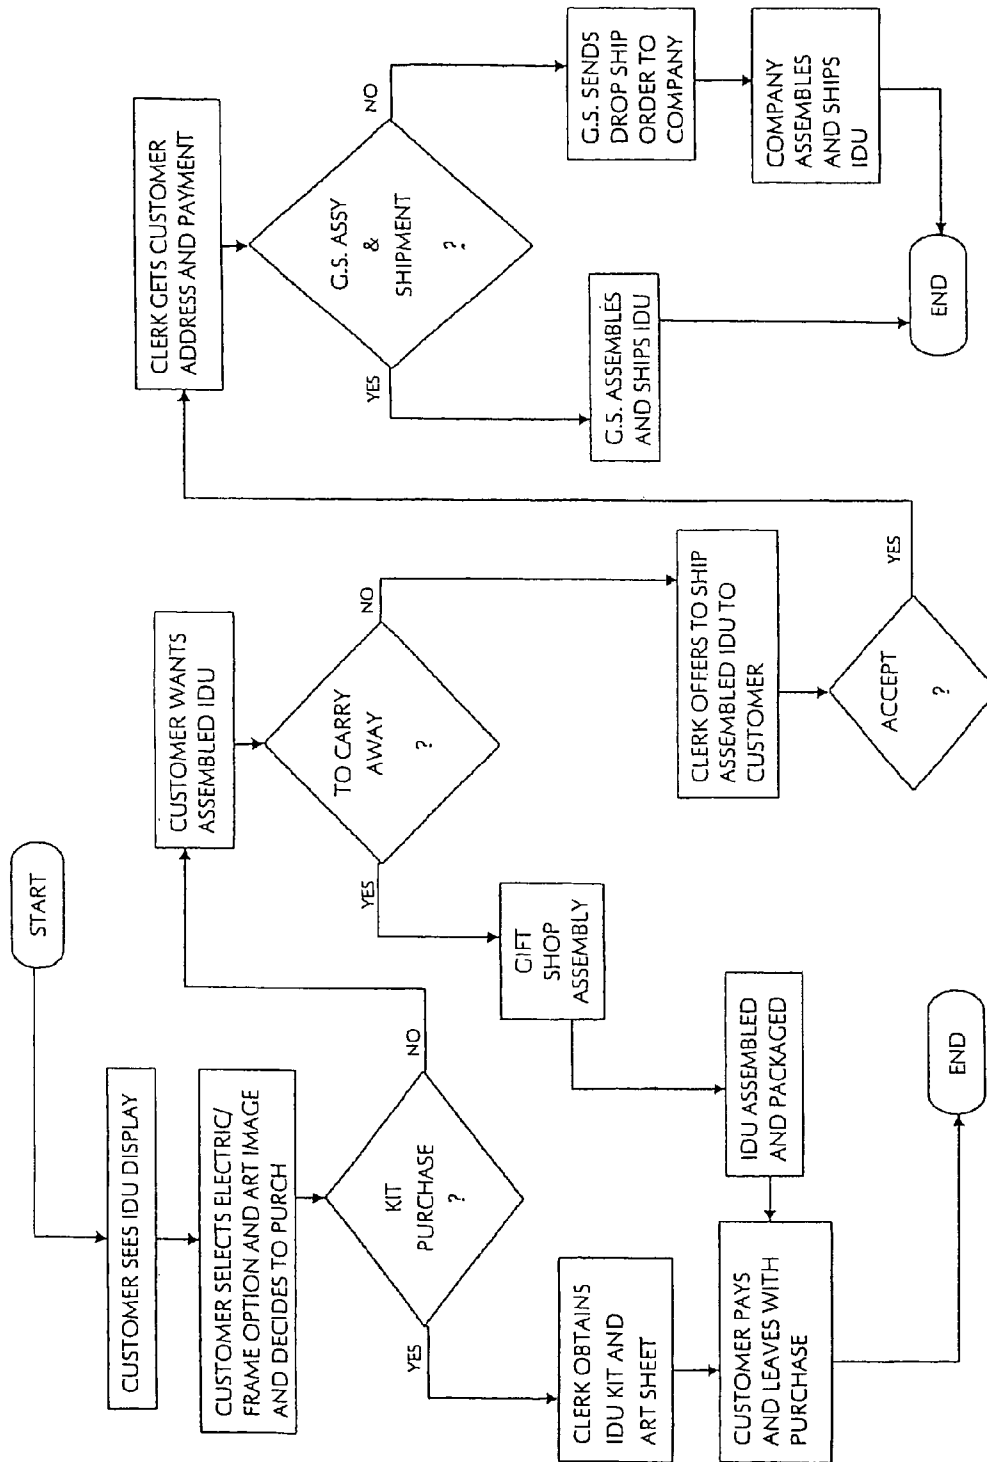 START
CUSTOMER SEES IDU DISPLAY
CUSTOMER SELECTS ELECTRIC/
FRAME OPTION AND ART IMAGE
AND DECIDES TO PURCH
KIT
PURCHASE
?
YES
NO
CLERK OBTAINS
IDU KIT AND
ART SHEET
CUSTOMER PAYS
AND LEAVES WITH
PURCHASE
END
CUSTOMER WANTS
ASSEMBLED IDU
TO CARRY
AWAY
?
YES
NO
GIFT
SHOP
ASSEMBLY
IDU ASSEMBLED
AND PACKAGED
CLERK OFFERS TO SHIP
ASSEMBLED IDU TO
CUSTOMER
ACCEPT
?
YES
CLERK GETS CUSTOMER
ADDRESS AND PAYMENT
G.S. ASSY
&
SHIPMENT
?
YES
NO
G.S. ASSEMBLES
AND SHIPS IDU
G.S. SENDS
DROP SHIP
ORDER TO
COMPANY
COMPANY
ASSEMBLES
AND SHIPS
IDU
END